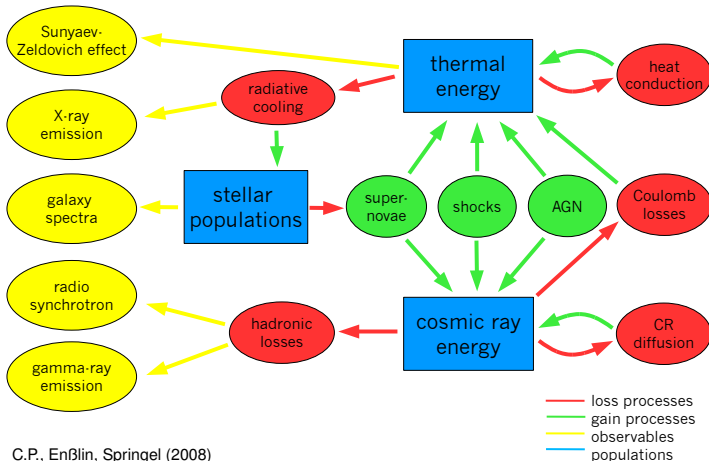 Sunyaev-
Zeldovich effect
thermal
energy
heat
conduction
radiative
cooling
X-ray
emission
stellar
populations
galaxy
spectra
super-
novae
shocks
AGN
Coulomb
losses
radio
synchrotron
hadronic
losses
cosmic ray
energy
CR
diffusion
gamma-ray
emission
loss processes
gain processes
observables
populations
C.P., Enßlin, Springel (2008)